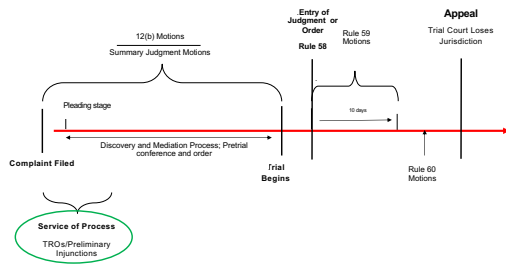 12(b) Motions
Summary Judgment Motions
.Entry of
Judgment or
Order
Rule 58
Rule 59
Motions
Appeal
Trial Court Loses
Jurisdiction
Pleading stage
10 days
Discovery and Mediation Process; Pretrial
conference and order
Complaint Filed
Trial
Begins
Rule 60
Motions
Service of Process
TROs/Preliminary
Injunctions